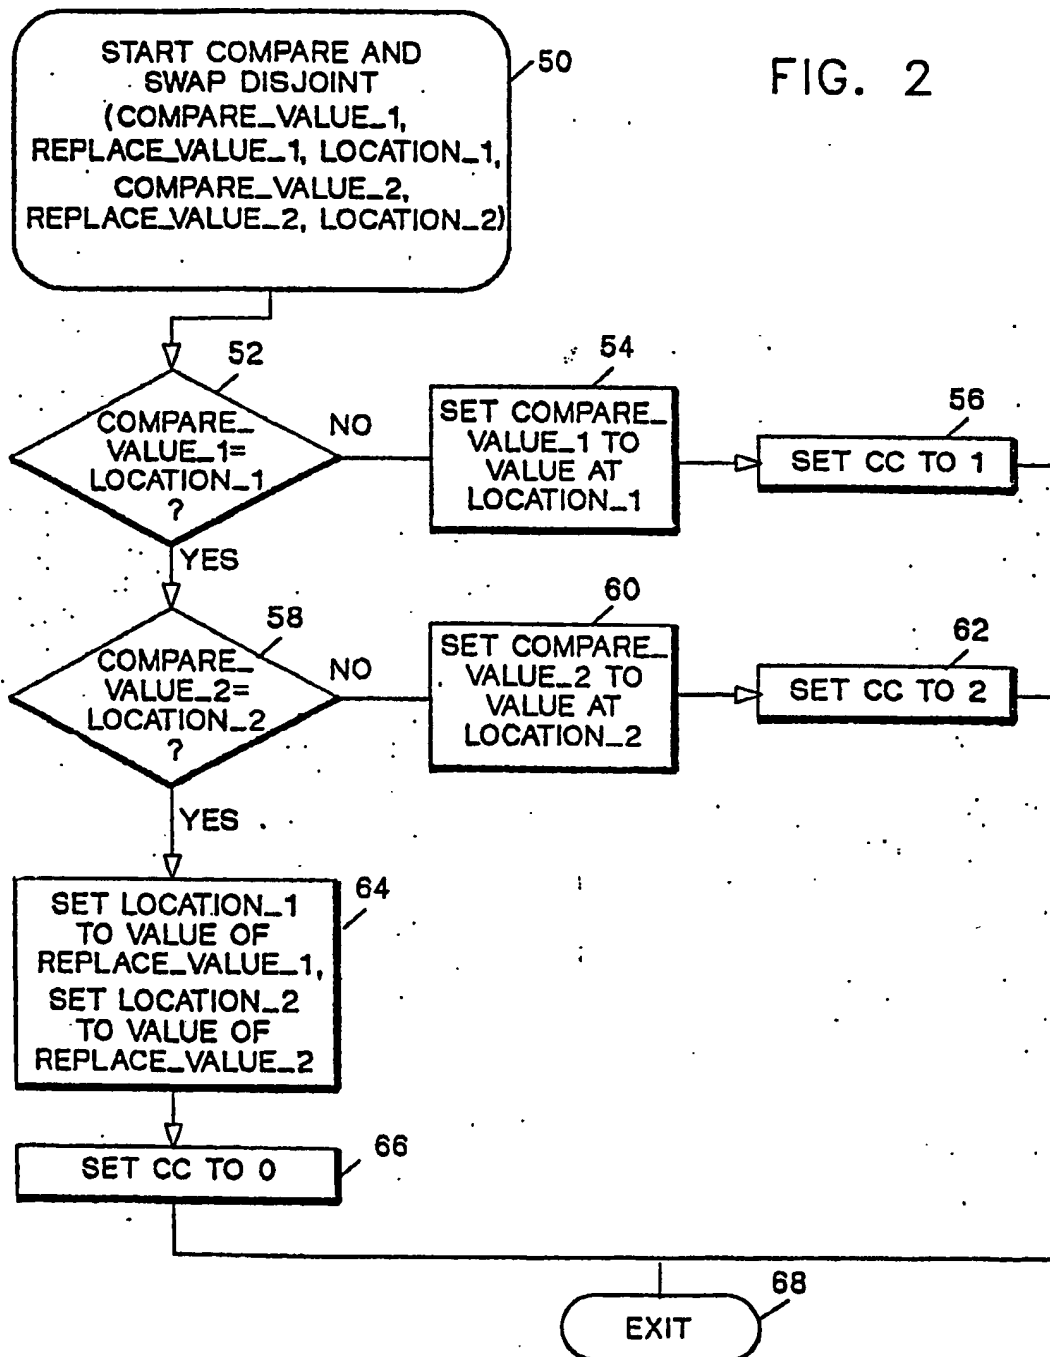 START COMPARE AND
SWAP DISJOINT
(COMPARE_VALUE_1,
REPLACE_VALUE_1, LOCATION_1,
COMPARE_VALUE_2,
REPLACE_VALUE_2, LOCATION_2)
50
FIG. 2
52
COMPARE_
VALUE_1=
LOCATION_1
?
NO
54
SET COMPARE_
VALUE_1 TO
VALUE AT
LOCATION_1
56
SET CC TO 1
YES
58
COMPARE_
VALUE_2=
LOCATION_2
?
NO
60
SET COMPARE_
VALUE_2 TO
VALUE AT
LOCATION_2
62
SET CC TO 2
YES
64
SET LOCATION_1
TO VALUE OF
REPLACE_VALUE_1,
SET LOCATION_2
TO VALUE OF
REPLACE_VALUE_2
66
SET CC TO 0
68
EXIT